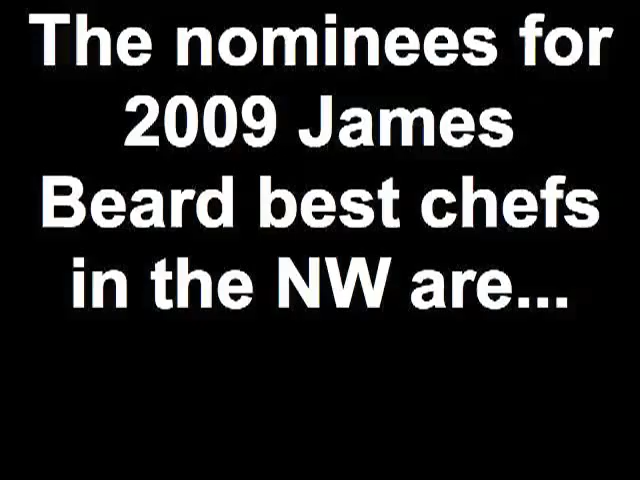 The nominees for
2009 James
Beard best chefs
in the NW are...